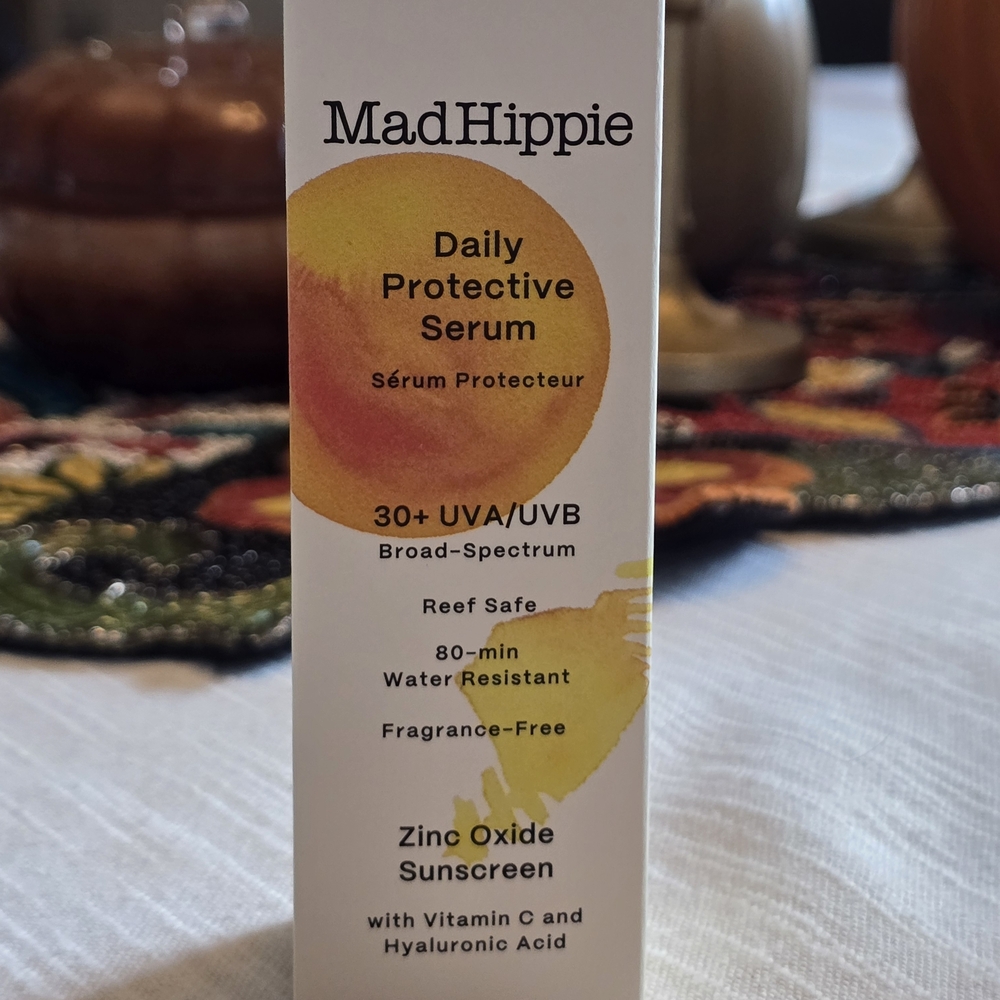 MadHippie
Daily
Protective
Serum
Sérum Protecteur
30+ UVA/UVB
Broad-Spectrum
Reef Safe
80-min
Water Resistant
Fragrance-Free
Zinc Oxide
Sunscreen
with Vitamin C and
Hyaluronic Acid